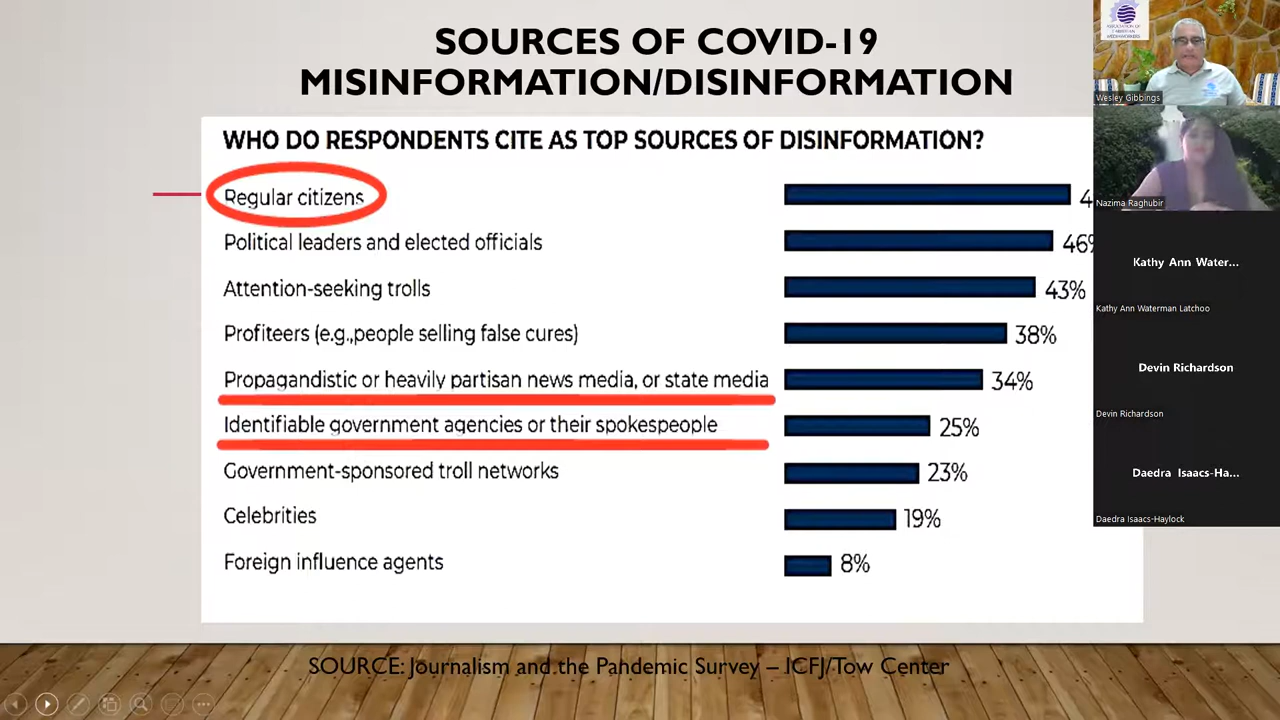 SOURCES OF COVID-19
MISINFORMATION/DISINFORMATION
WHO DO RESPONDENTS CITE AS TOP SOURCES OF DISINFORMATION?
Regular citizens
Political leaders and elected officials 46%
Attention-seeking trolls 43%
Profiteers (e.g.,people selling false cures) 38%
Propagandistic or heavily partisan news media, or state media 34%
Identifiable government agencies or their spokespeople 25%
Government-sponsored troll networks 23%
Celebrities 19%
Foreign influence agents 8%
SOURCE: Journalism and the Pandemic Survey – ICFJ/Tow Center
Wesley Gibbings
Nazima Raghubir
Kathy Ann Water...
Kathy Ann Waterman Latchoo
Devin Richardson
Devin Richardson
Daedra Isaacs-Ha...
Daedra Isaacs-Haylock